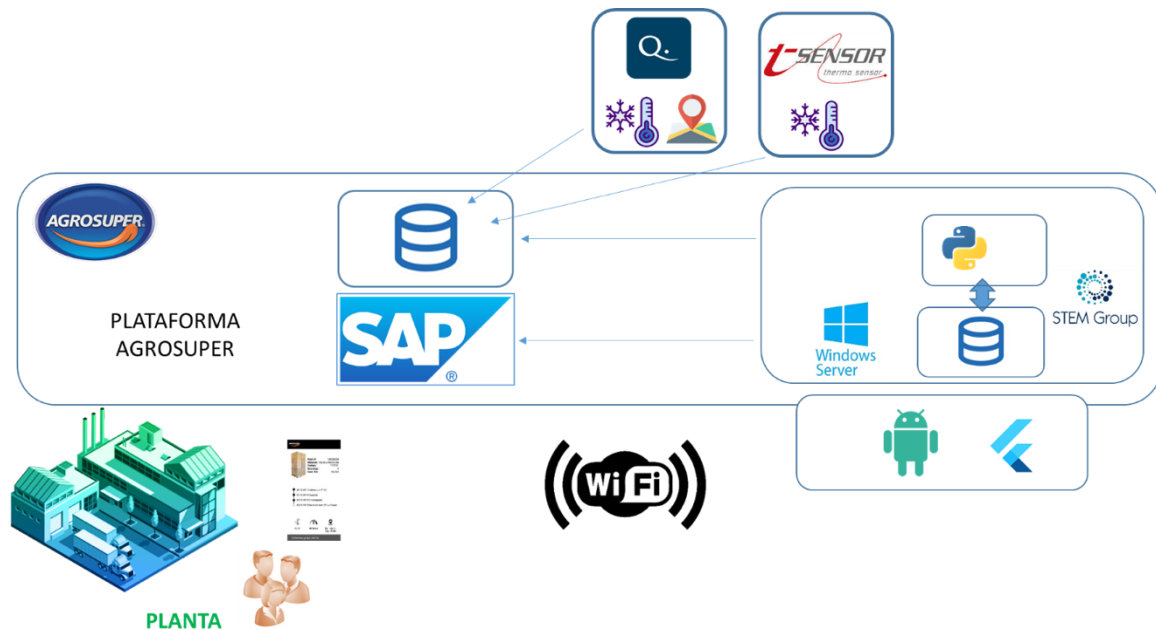 Q.
t-SENSOR
thermo sensor
AGROSUPER
PLATAFORMA
AGROSUPER
SAP
®
Windows
Server
STEM Group
WiFi
PLANTA